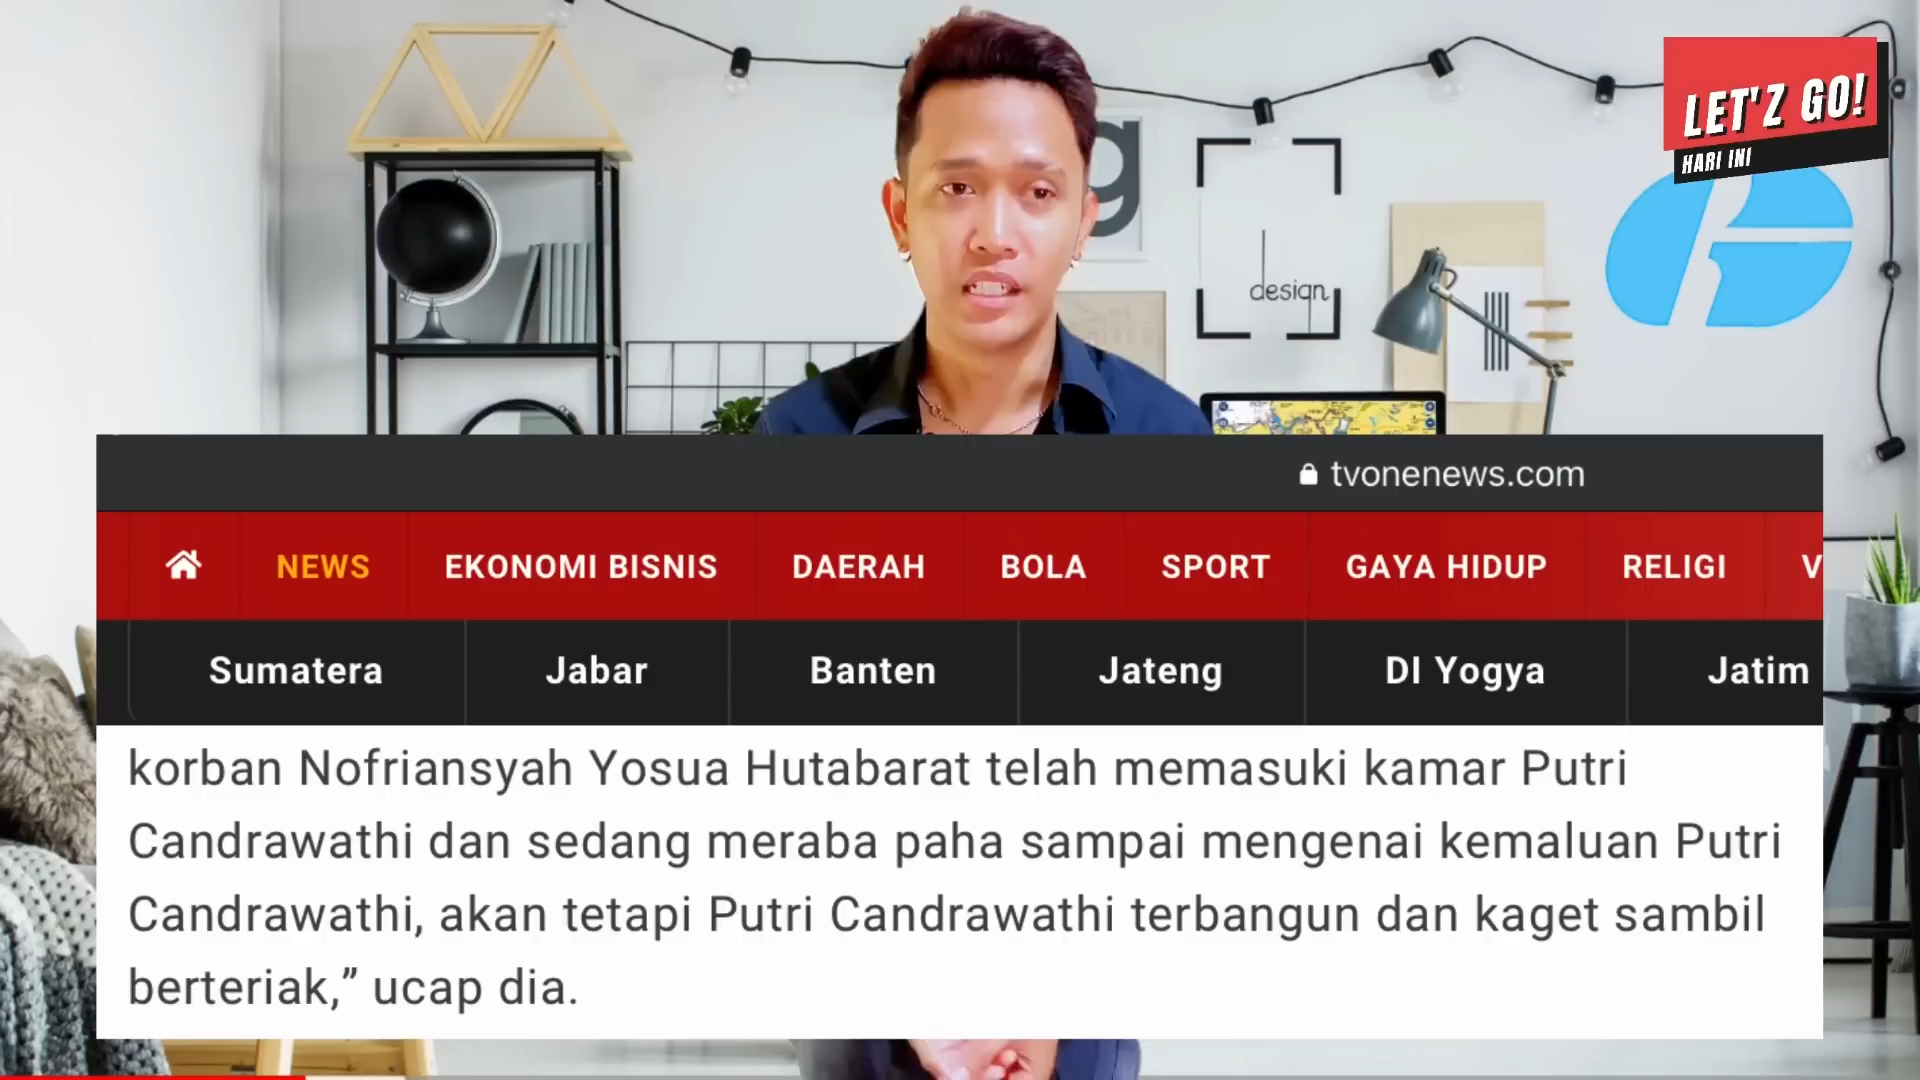 LET'Z GO!
HARI INI
g
design
tvonenews.com
NEWS EKONOMI BISNIS DAERAH BOLA SPORT GAYA HIDUP RELIGI V
Sumatera Jabar Banten Jateng DI Yogya Jatim
korban Nofriansyah Yosua Hutabarat telah memasuki kamar Putri
Candrawathi dan sedang meraba paha sampai mengenai kemaluan Putri
Candrawathi, akan tetapi Putri Candrawathi terbangun dan kaget sambil
berteriak,” ucap dia.